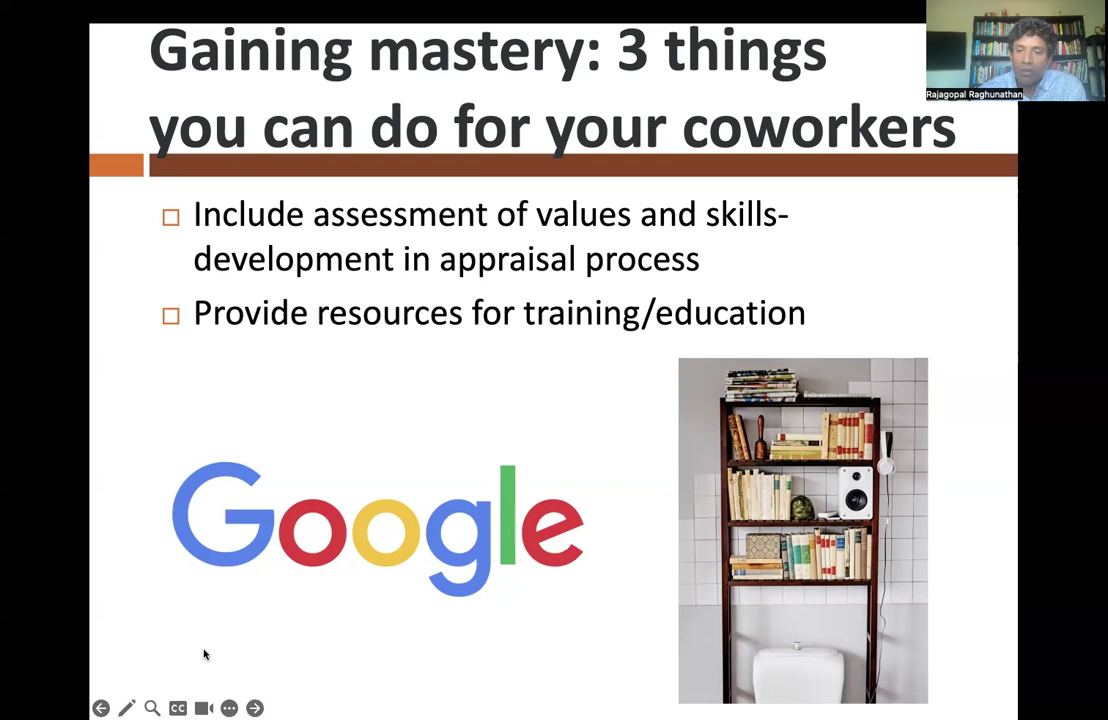 Gaining mastery: 3 things
you can do for your coworkers
Rajagopal Raghunathan
Include assessment of values and skills-
development in appraisal process
Provide resources for training/education
Google
CC